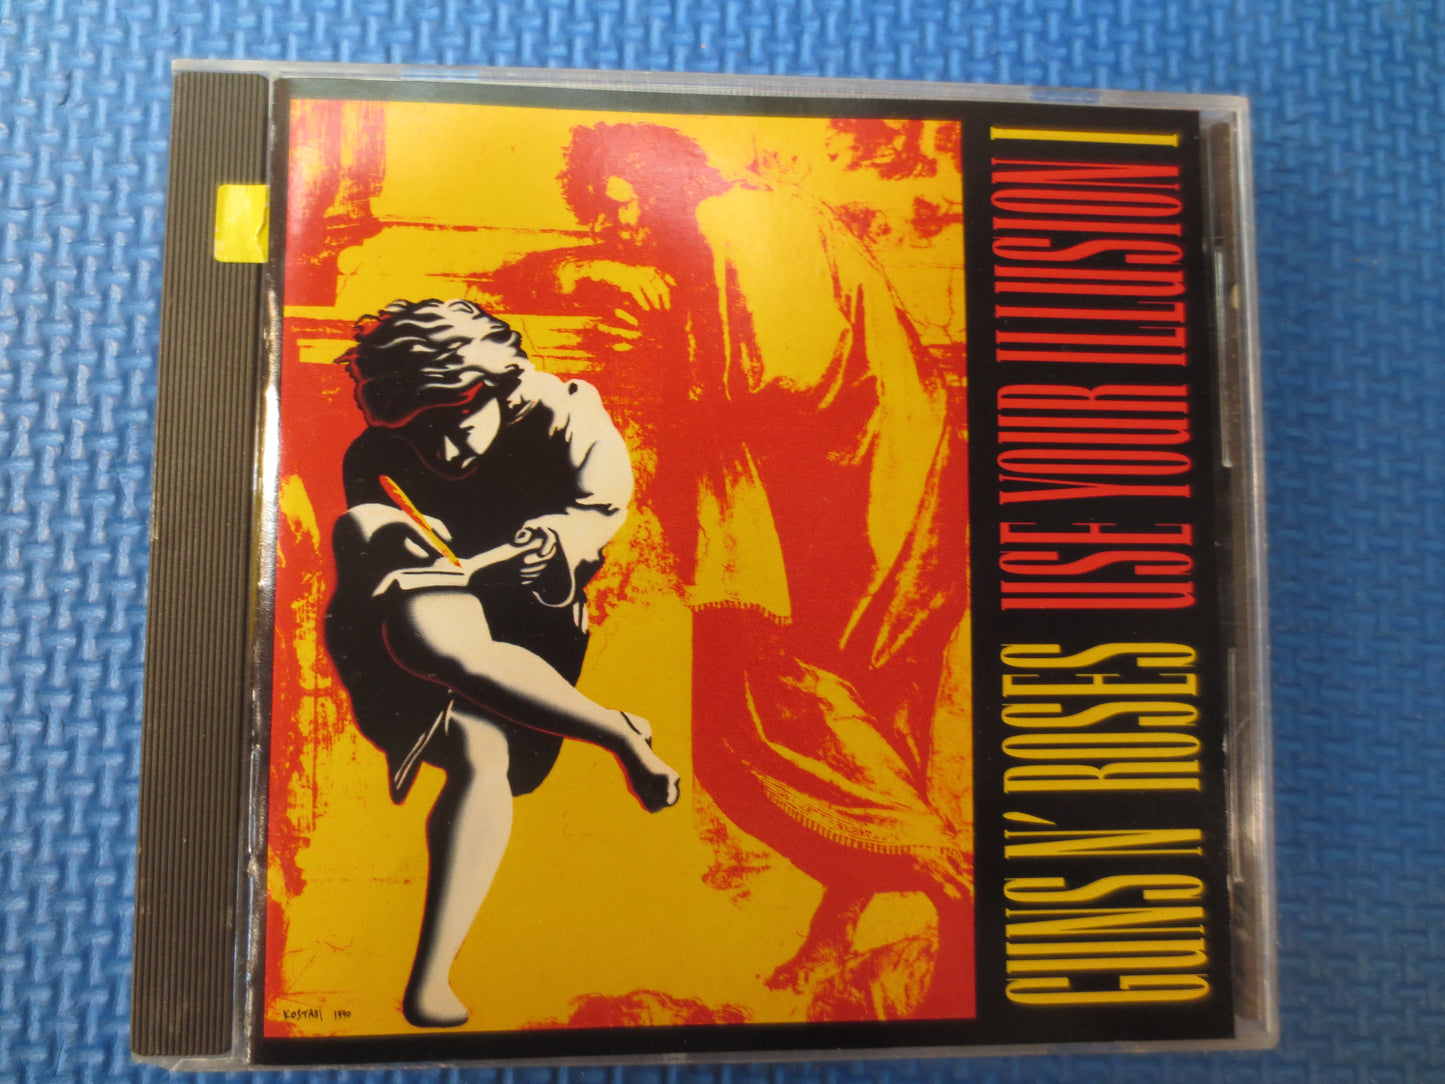 GUNS N' ROSES USE YOUR ILLUSION I
KOSTABI 1990